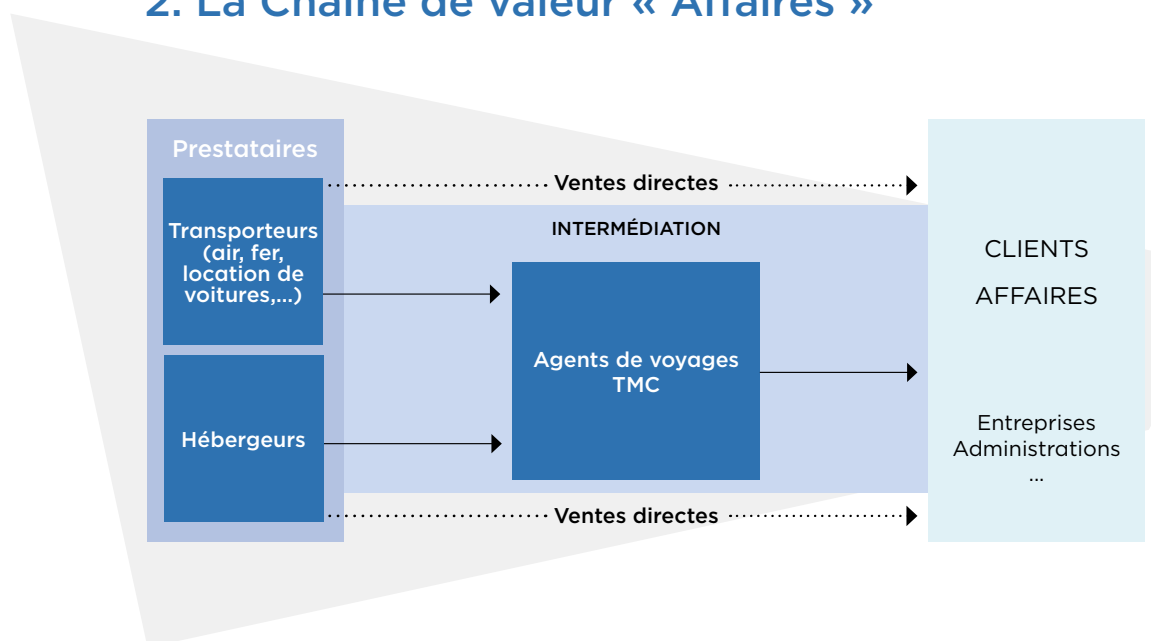 2. La Chaîne de valeur « Affaires »
Prestataires
Transporteurs
(air, fer,
location de
voitures,...)
Hébergeurs
Ventes directes
INTERMÉDIATION
Agents de voyages
TMC
Ventes directes
CLIENTS
AFFAIRES
Entreprises
Administrations
...